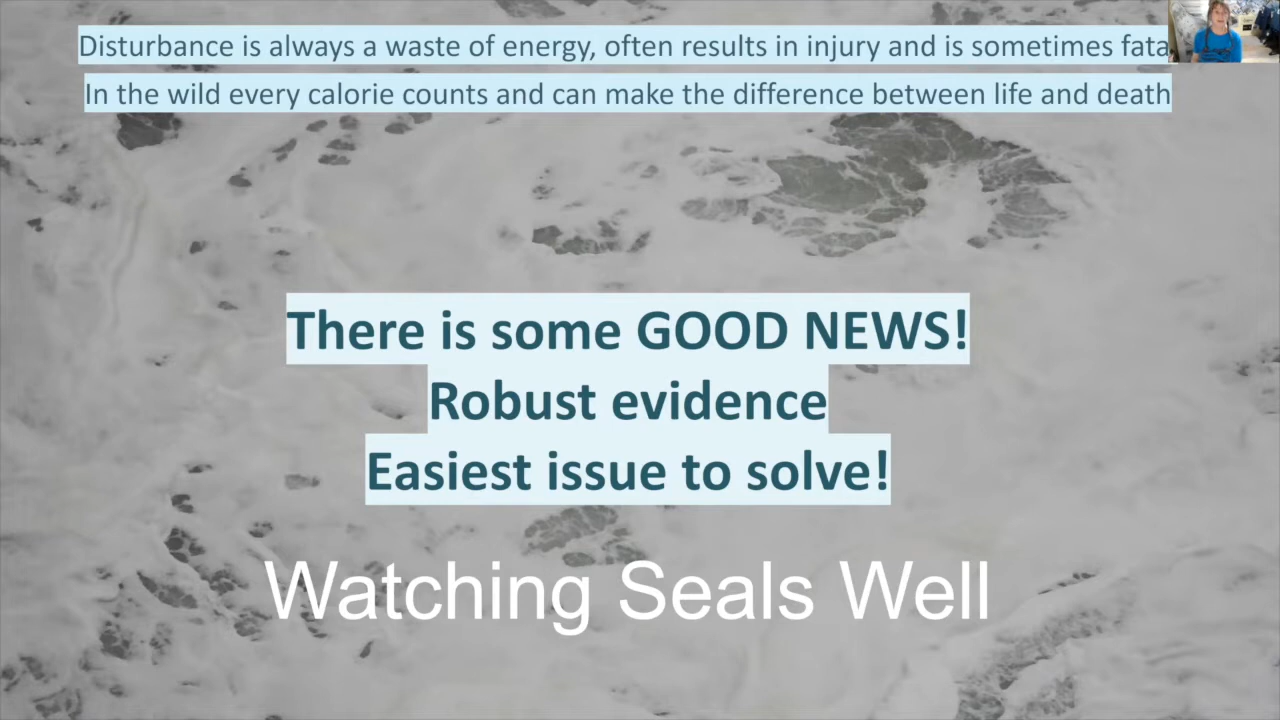 Disturbance is always a waste of energy, often results in injury and is sometimes fata
In the wild every calorie counts and can make the difference between life and death
There is some GOOD NEWS!
Robust evidence
Easiest issue to solve!
Watching Seals Well